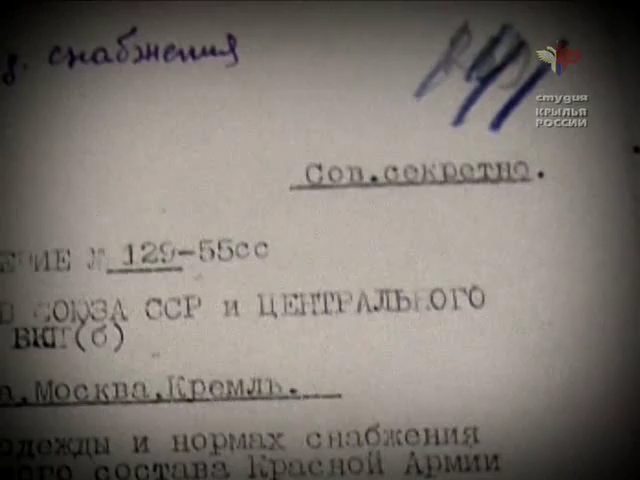 д. снабжения
студия
КРЫЛЬЯ
РОССИИ
Сов.секретно.
ЕНИЕ № 129-55сс
СОЮЗА ССР и ЦЕНТРАЛЬНОГО
ВКП(б)
а, Москва, Кремль.
одежды и нормах снабжения
ого состава Красной Армии